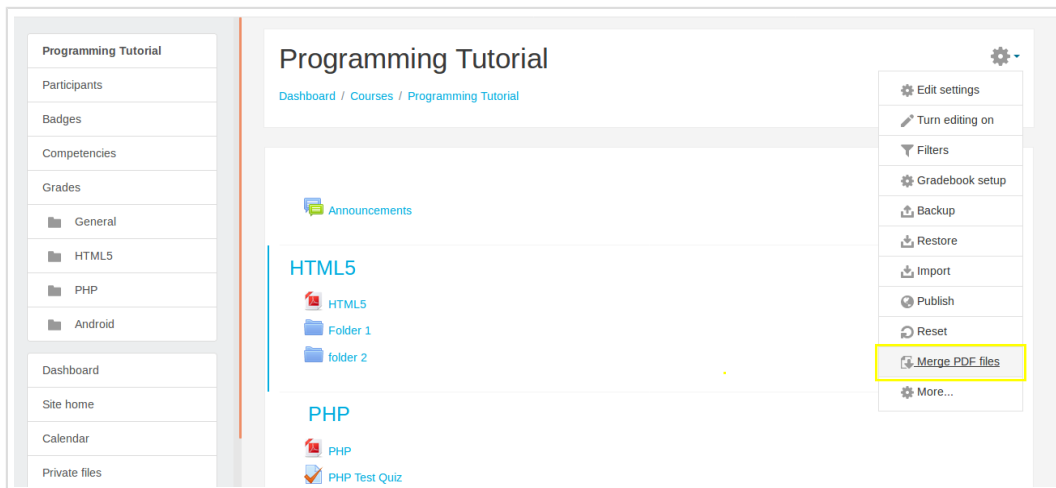 Programming Tutorial
Participants
Badges
Competencies
Grades
General
HTML5
PHP
Android
Dashboard
Site home
Calendar
Private files
Programming Tutorial
Dashboard / Courses / Programming Tutorial
Announcements
HTML5
HTML5
Folder 1
folder 2
PHP
PHP
PHP Test Quiz
Edit settings
Turn editing on
Filters
Gradebook setup
Backup
Restore
Import
Publish
Reset
Merge PDF files
More...